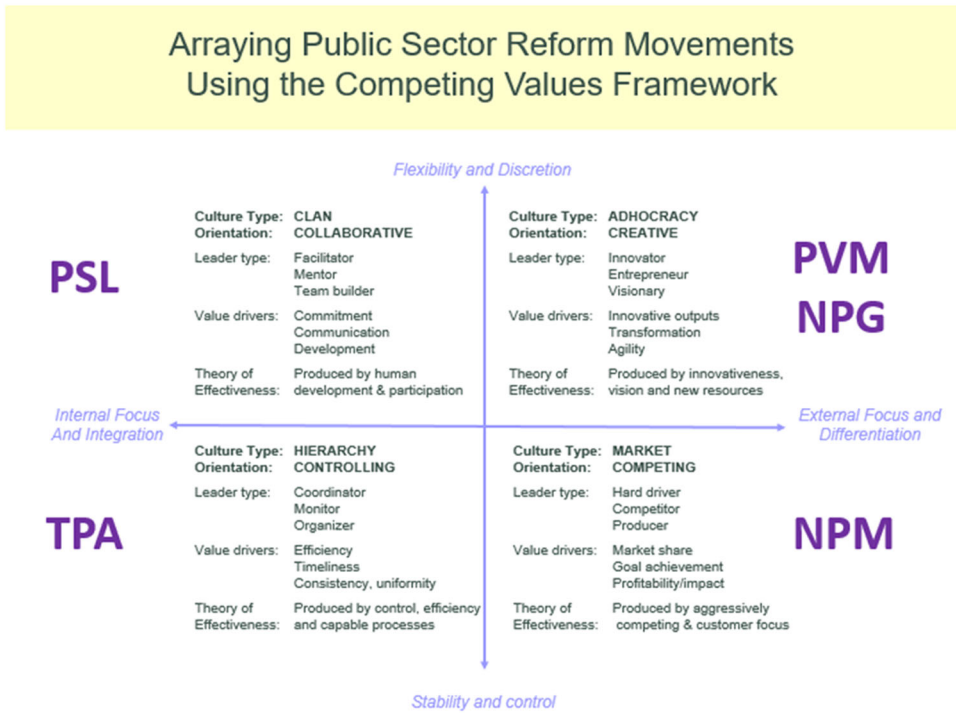 Arraying Public Sector Reform Movements
Using the Competing Values Framework
Flexibility and Discretion
PSL
Culture Type: CLAN
Orientation: COLLABORATIVE
Leader type: Facilitator
Mentor
Team builder
Value drivers: Commitment
Communication
Development
Theory of Produced by human
Effectiveness: development & participation
Culture Type: ADHOCRACY
Orientation: CREATIVE
Leader type: Innovator
Entrepreneur
Visionary
Value drivers: Innovative outputs
Transformation
Agility
Theory of Produced by innovativeness,
Effectiveness: vision and new resources
PVM
NPG
Internal Focus
And Integration
External Focus and
Differentiation
TPA
Culture Type: HIERARCHY
Orientation: CONTROLLING
Leader type: Coordinator
Monitor
Organizer
Value drivers: Efficiency
Timeliness
Consistency, uniformity
Theory of Produced by control, efficiency
Effectiveness: and capable processes
Culture Type: MARKET
Orientation: COMPETING
Leader type: Hard driver
Competitor
Producer
Value drivers: Market share
Goal achievement
Profitability/impact
Theory of Produced by aggressively
Effectiveness: competing & customer focus
NPM
Stability and control